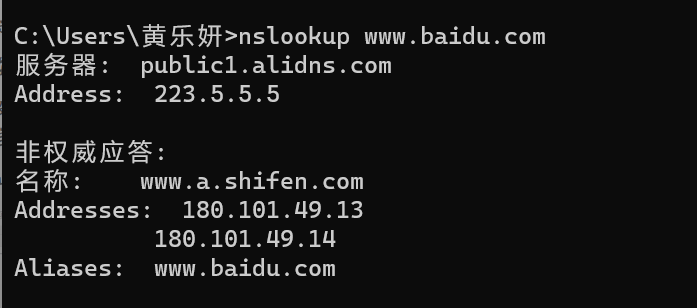 C:\Users\黄乐妍>nslookup www.baidu.com
服务器:  public1.alidns.com
Address:  223.5.5.5
非权威应答:
名称:    www.a.shifen.com
Addresses:  180.101.49.13
          180.101.49.14
Aliases:  www.baidu.com